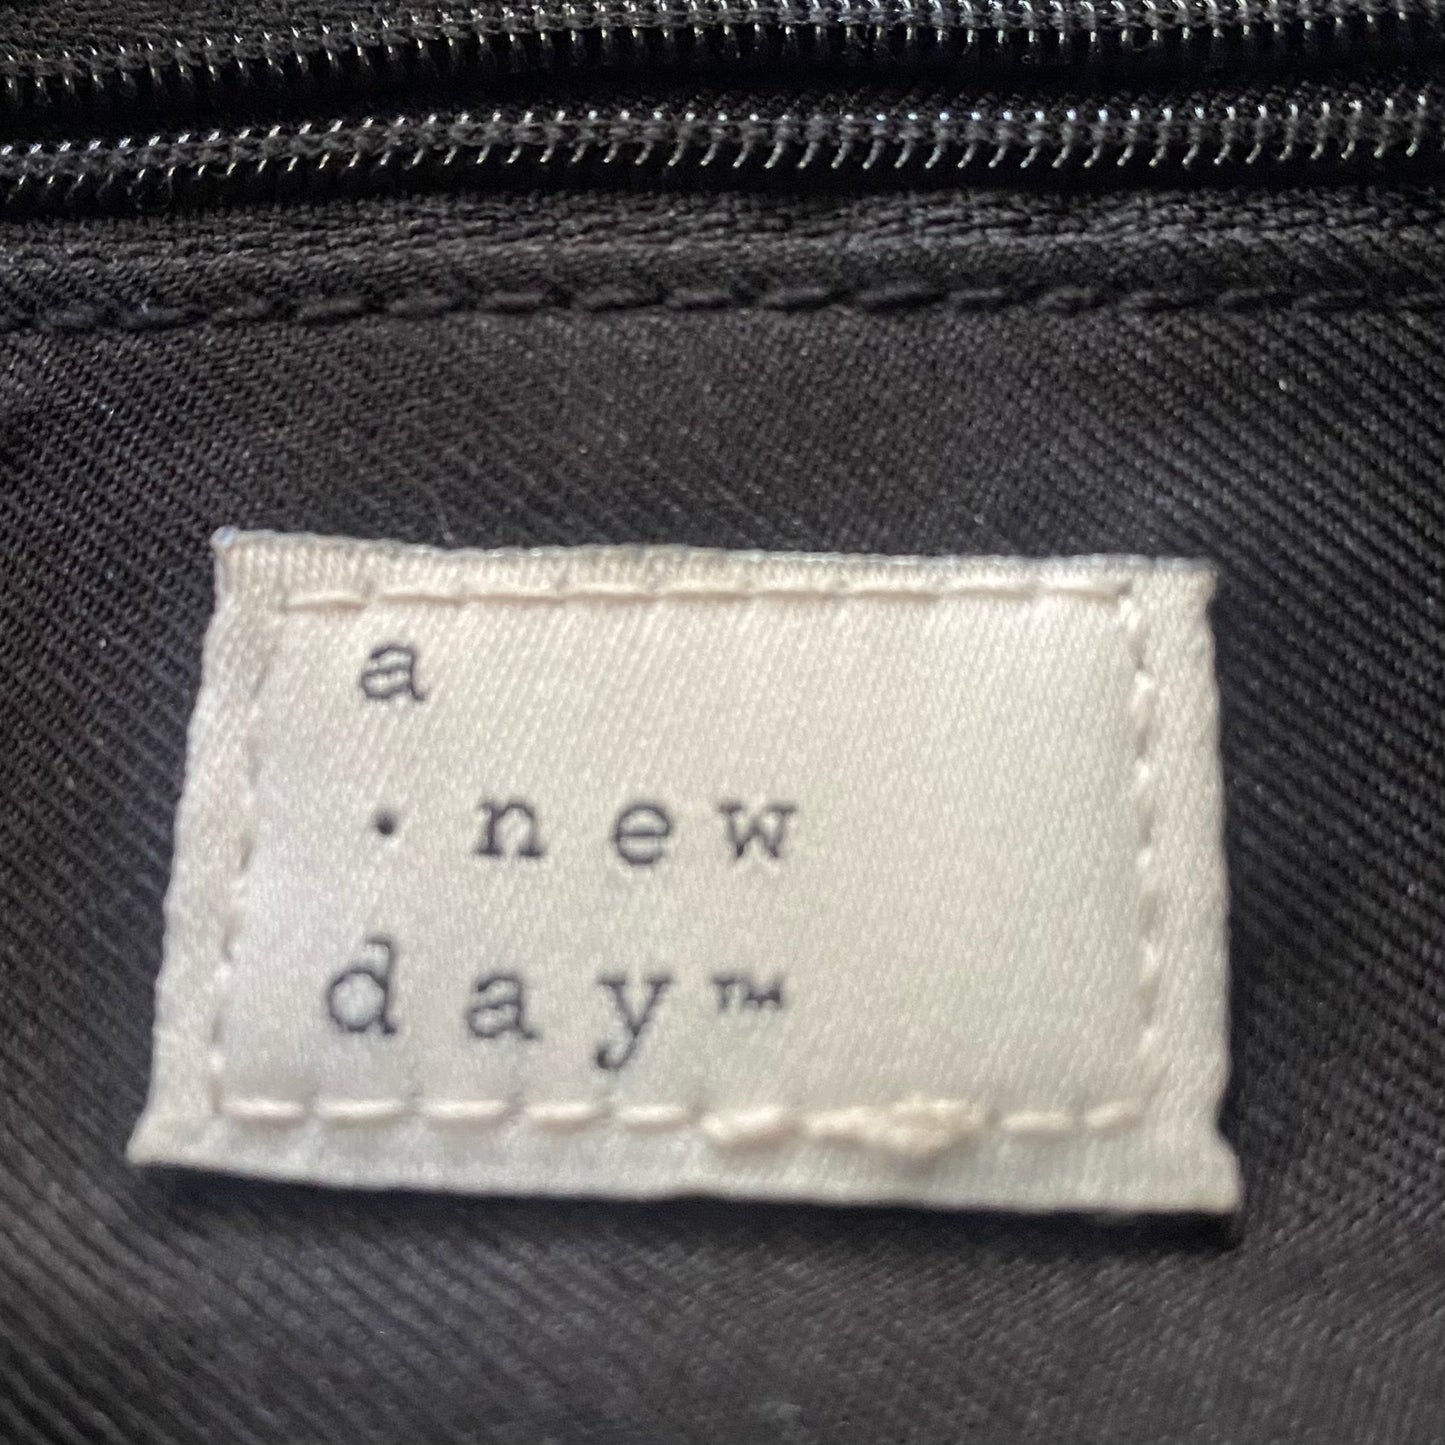 a
· new
day™